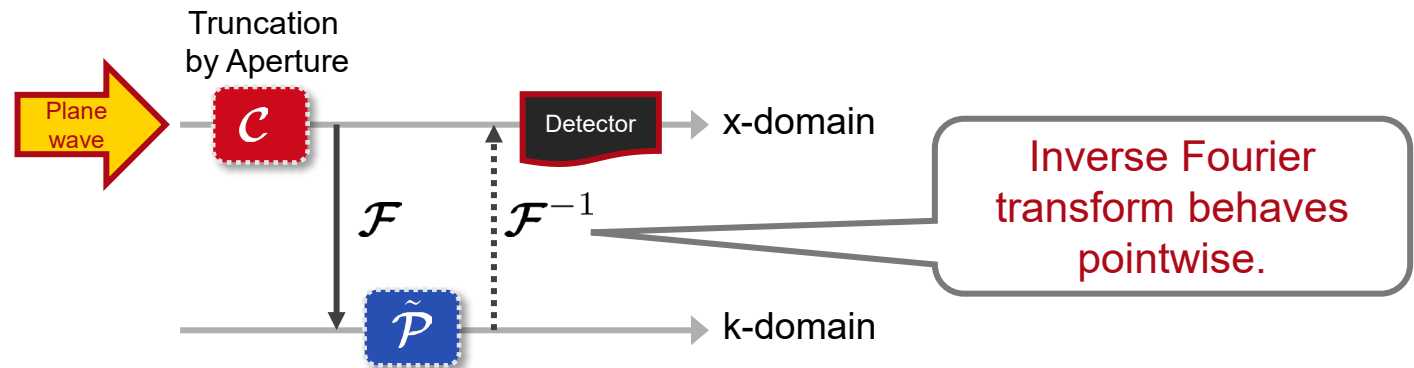 Truncation
by Aperture
Plane
wave
𝓒
Detector
x-domain
𝓕
𝓕⁻¹
Inverse Fourier
transform behaves
pointwise.
𝓟̃
k-domain